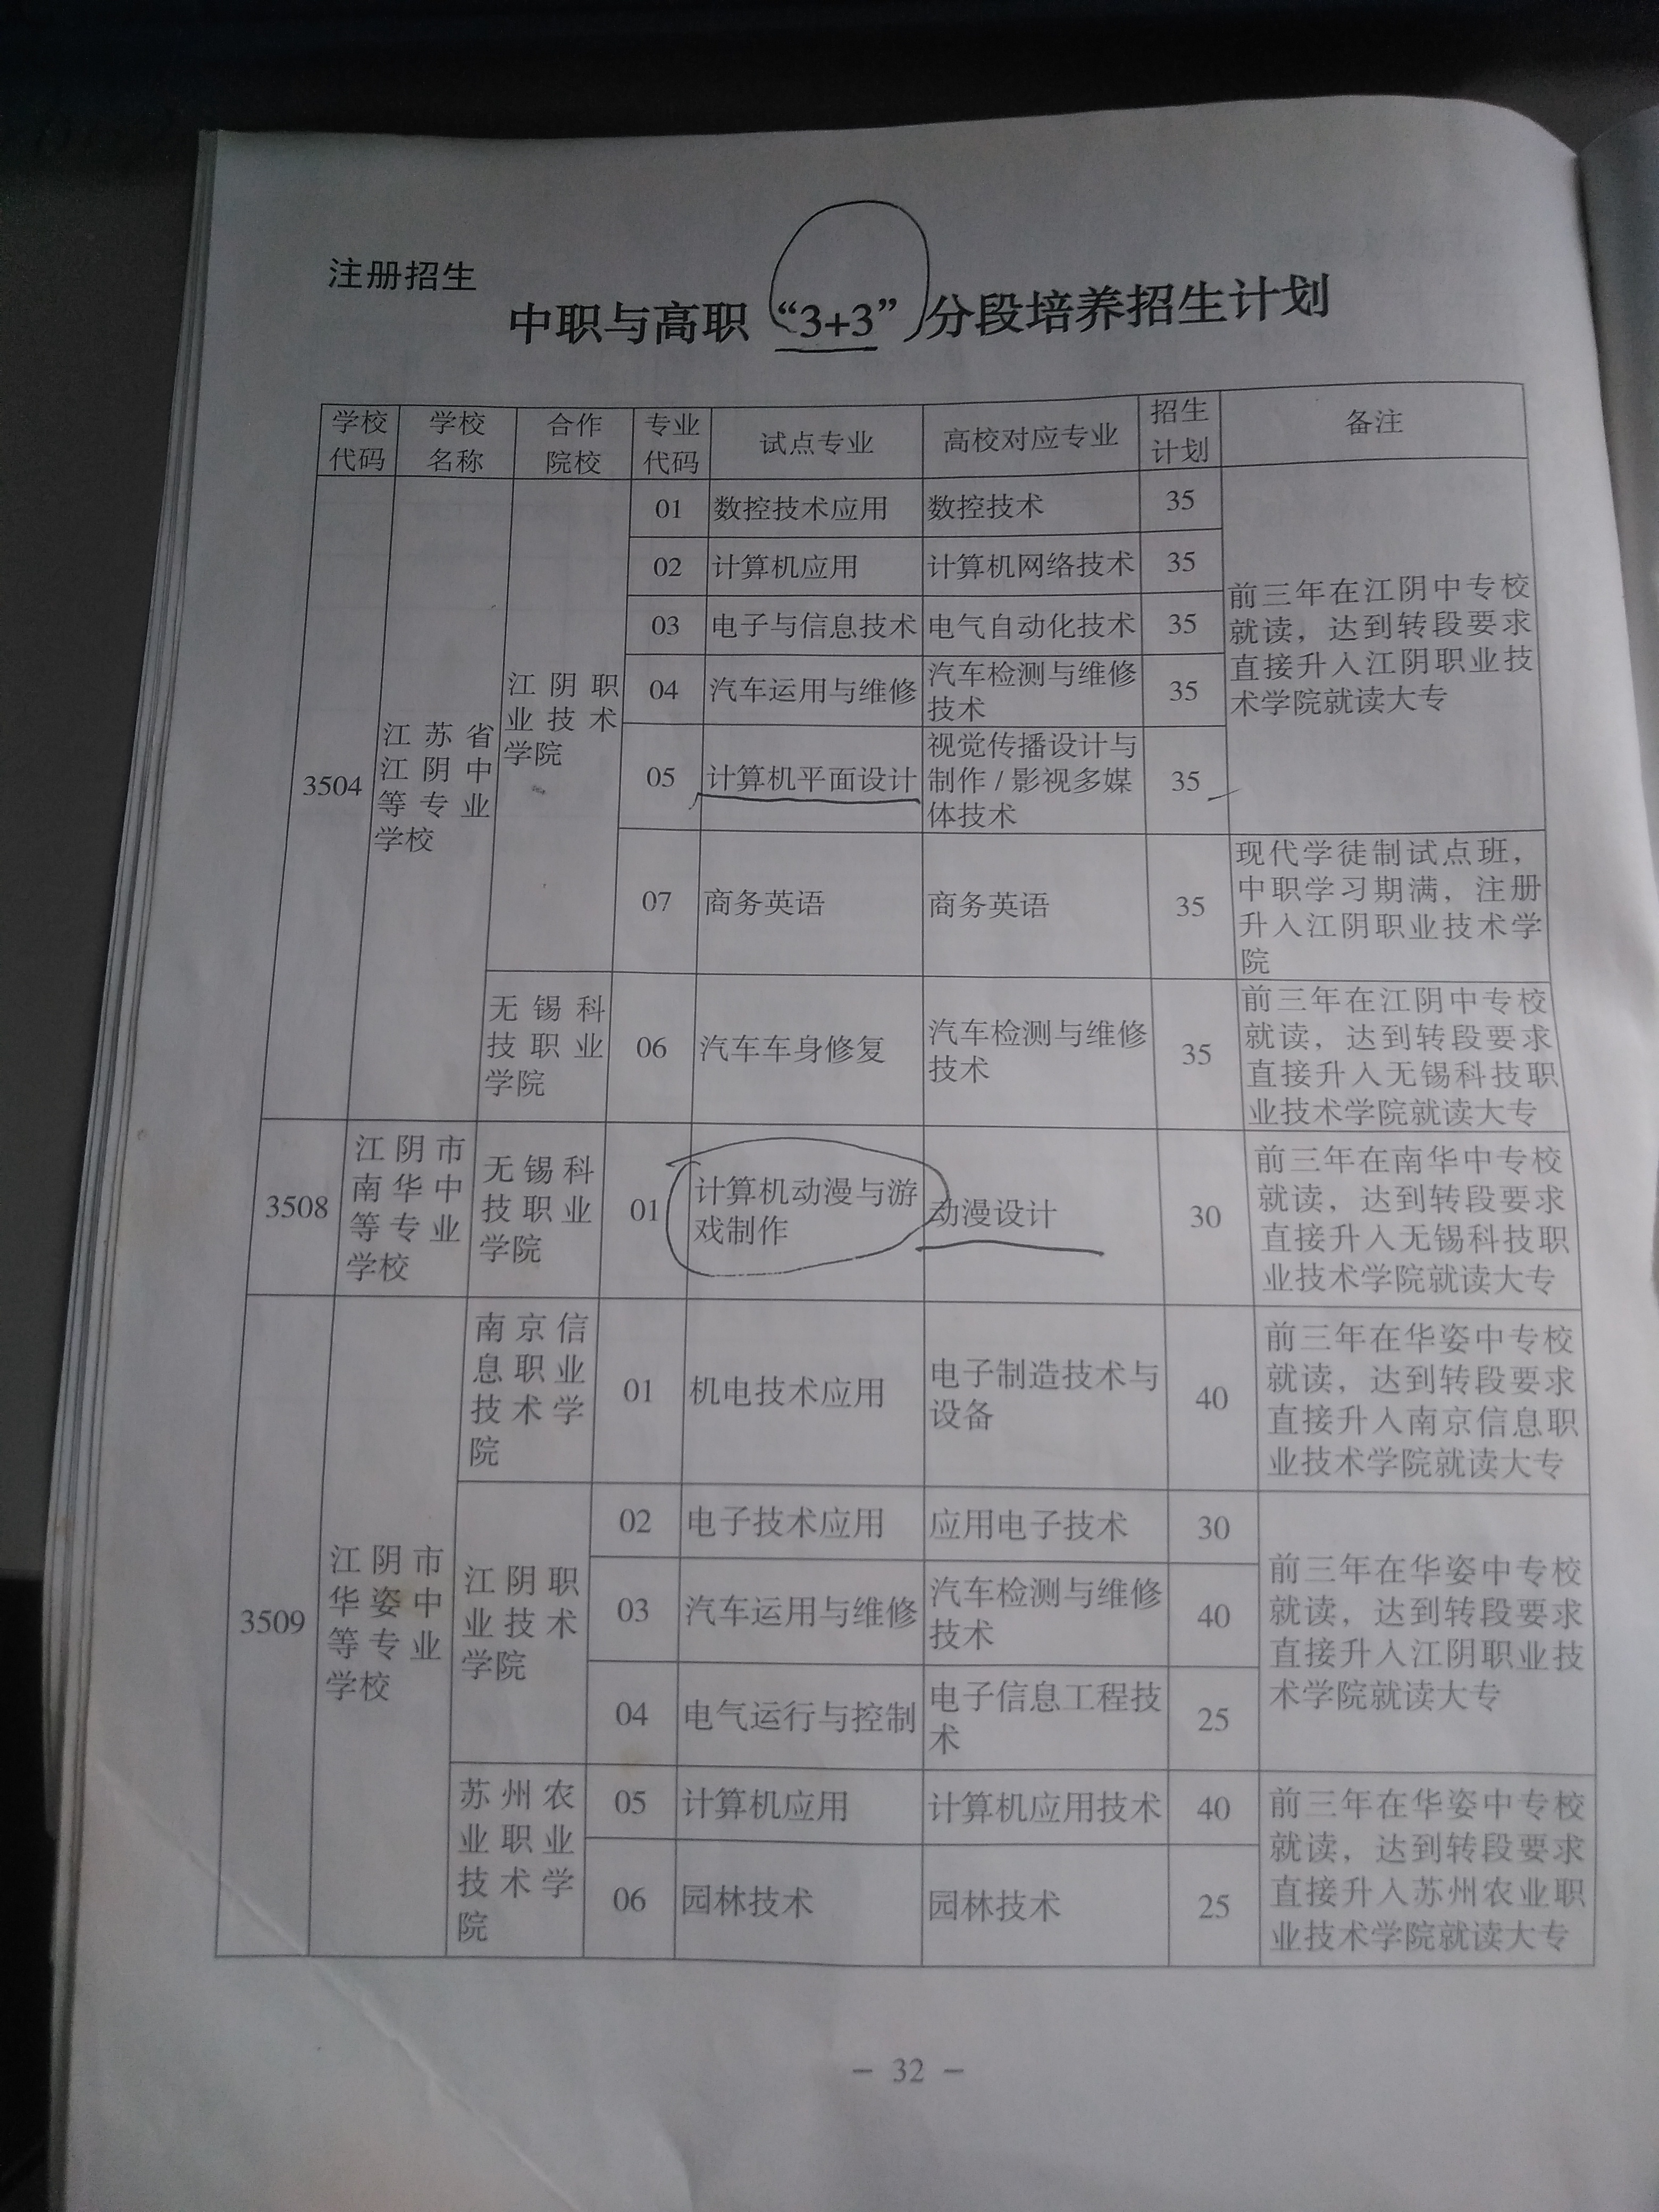 注册招生
中职与高职“3+3”分段培养招生计划
学校
代码
学校
名称
合作
院校
专业
代码
试点专业
高校对应专业
招生
计划
备注
3504
江苏省
江阴中
等专业
学校
江阴职
业技术
学院
01
数控技术应用
数控技术
35
02
计算机应用
计算机网络技术
35
03
电子与信息技术
电气自动化技术
35
04
汽车运用与维修
汽车检测与维修
技术
35
05
计算机平面设计
视觉传播设计与
制作/影视多媒
体技术
35
前三年在江阴中专校
就读，达到转段要求
直接升入江阴职业技
术学院就读大专
07
商务英语
商务英语
35
现代学徒制试点班，
中职学习期满，注册
升入江阴职业技术学
院
无锡科
技职业
学院
06
汽车车身修复
汽车检测与维修
技术
35
前三年在江阴中专校
就读，达到转段要求
直接升入无锡科技职
业技术学院就读大专
3508
江阴市
南华中
等专业
学校
无锡科
技职业
学院
01
计算机动漫与游
戏制作
动漫设计
30
前三年在南华中专校
就读，达到转段要求
直接升入无锡科技职
业技术学院就读大专
3509
江阴市
华姿中
等专业
学校
南京信
息职业
技术学
院
01
机电技术应用
电子制造技术与
设备
40
前三年在华姿中专校
就读，达到转段要求
直接升入南京信息职
业技术学院就读大专
江阴职
业技术
学院
02
电子技术应用
应用电子技术
30
03
汽车运用与维修
汽车检测与维修
技术
40
04
电气运行与控制
电子信息工程技
术
25
前三年在华姿中专校
就读，达到转段要求
直接升入江阴职业技
术学院就读大专
苏州农
业职业
技术学
院
05
计算机应用
计算机应用技术
40
06
园林技术
园林技术
25
前三年在华姿中专校
就读，达到转段要求
直接升入苏州农业职
业技术学院就读大专
— 32 —